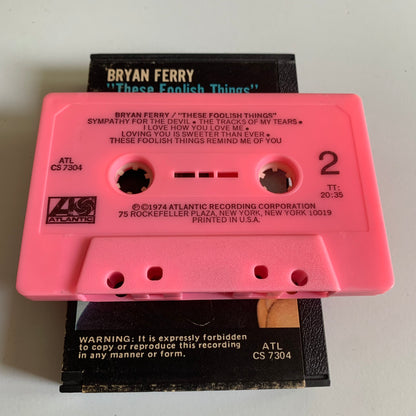 BRYAN FERRY
"These Foolish Things"
BRYAN FERRY / "THESE FOOLISH THINGS"
SYMPATHY FOR THE DEVIL • THE TRACKS OF MY TEARS •
I LOVE HOW YOU LOVE ME •
LOVING YOU IS SWEETER THAN EVER •
THESE FOOLISH THINGS REMIND ME OF YOU
ATL
CS 7304
2
TT:
20:35
ATLANTIC
℗©1974 ATLANTIC RECORDING CORPORATION
75 ROCKEFELLER PLAZA, NEW YORK, NEW YORK 10019
PRINTED IN U.S.A.
WARNING: It is expressly forbidden
to copy or reproduce this recording
in any manner or form.
ATL
CS 7304